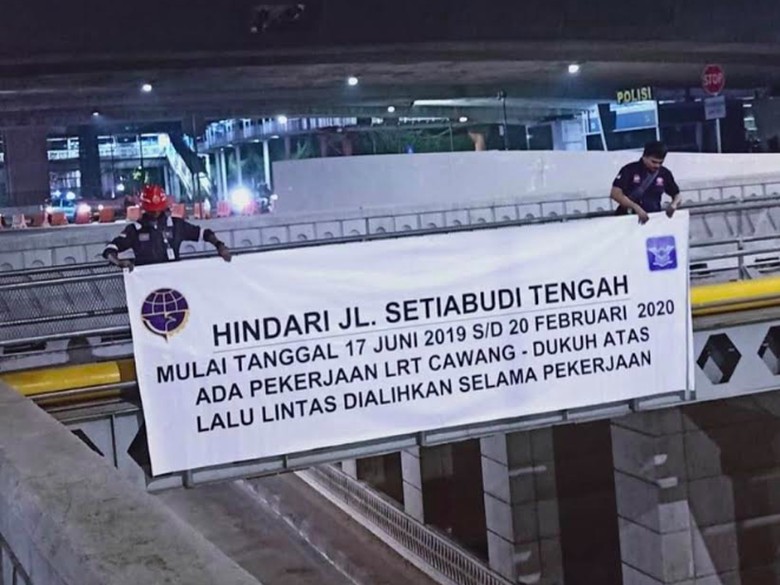 POLISI
STOP
HINDARI JL. SETIABUDI TENGAH
MULAI TANGGAL 17 JUNI 2019 S/D 20 FEBRUARI 2020
ADA PEKERJAAN LRT CAWANG - DUKUH ATAS
LALU LINTAS DIALIHKAN SELAMA PEKERJAAN